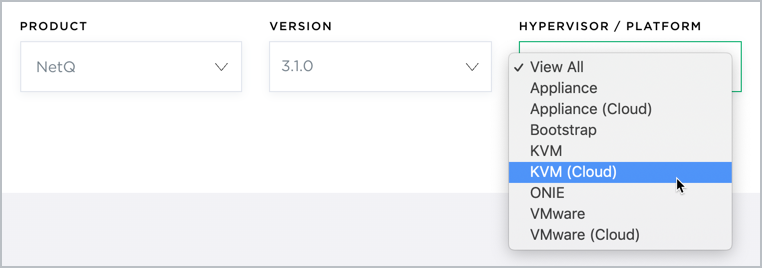 PRODUCT
VERSION
HYPERVISOR / PLATFORM
NetQ
3.1.0
View All
Appliance
Appliance (Cloud)
Bootstrap
KVM
KVM (Cloud)
ONIE
VMware
VMware (Cloud)